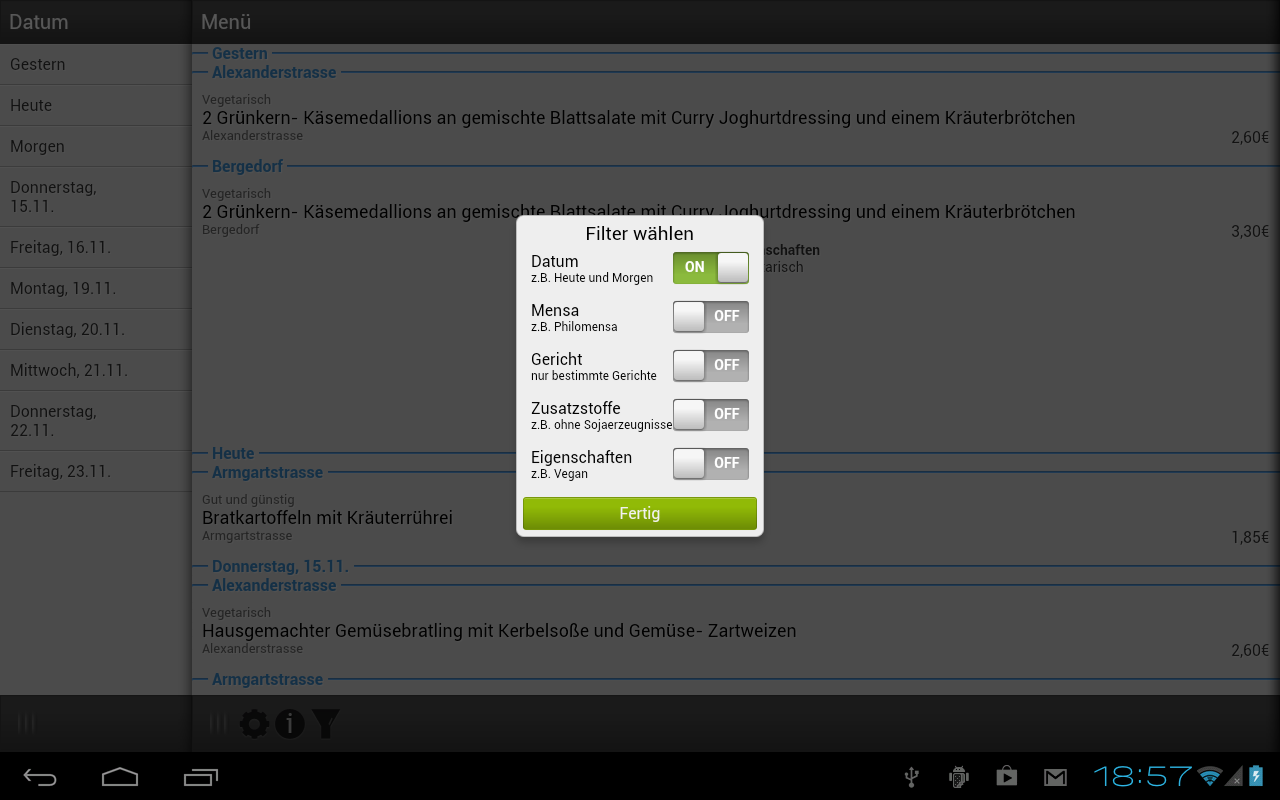 Datum
Gestern
Heute
Morgen
Donnerstag,
15.11.
Freitag, 16.11.
Montag, 19.11.
Dienstag, 20.11.
Mittwoch, 21.11.
Donnerstag,
22.11.
Freitag, 23.11.
Menü
Gestern
Alexanderstrasse
Vegetarisch
2 Grünkern- Käsemedallions an gemischte Blattsalate mit Curry Joghurtdressing und einem Kräuterbrötchen
Alexanderstrasse
2,60€
Bergedorf
Vegetarisch
2 Grünkern- Käsemedallions an gemischte Blattsalate mit Curry Joghurtdressing und einem Kräuterbrötchen
Bergedorf
3,30€
schaften
arisch
Filter wählen
Datum
z.B. Heute und Morgen
ON
Mensa
z.B. Philomensa
OFF
Gericht
nur bestimmte Gerichte
OFF
Zusatzstoffe
z.B. ohne Sojaerzeugnisse
OFF
Eigenschaften
z.B. Vegan
OFF
Fertig
Heute
Armgartstrasse
Gut und günstig
Bratkartoffeln mit Kräuterrührei
Armgartstrasse
1,85€
Donnerstag, 15.11.
Alexanderstrasse
Vegetarisch
Hausgemachter Gemüsebratling mit Kerbelsoße und Gemüse- Zartweizen
Alexanderstrasse
2,60€
Armgartstrasse
18:57